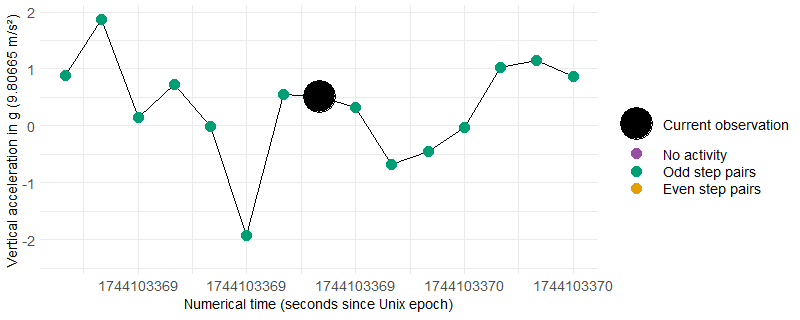 Vertical acceleration in g (9.80665 m/s²)
2
1
0
-1
-2
1744103369
1744103369
1744103369
1744103370
1744103370
Numerical time (seconds since Unix epoch)
Current observation
No activity
Odd step pairs
Even step pairs